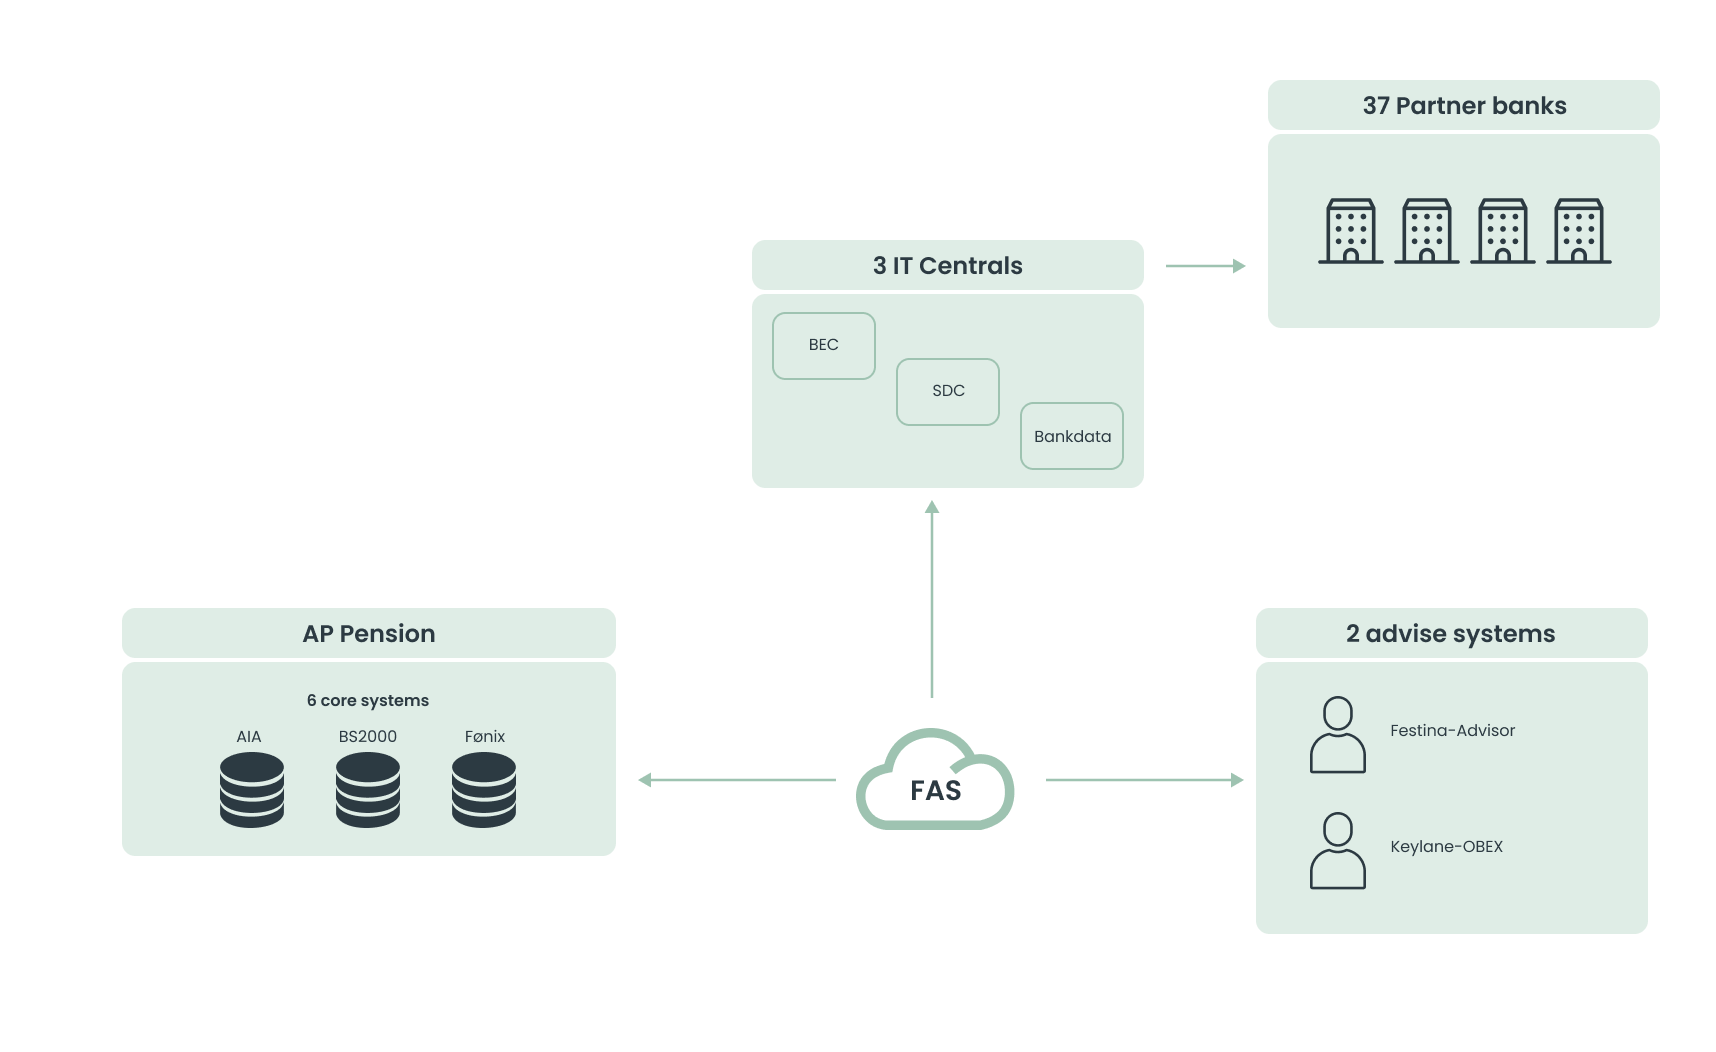 37 Partner banks
3 IT Centrals
BEC
SDC
Bankdata
AP Pension
6 core systems
AIA
BS2000
Fønix
FAS
2 advise systems
Festina-Advisor
Keylane-OBEX